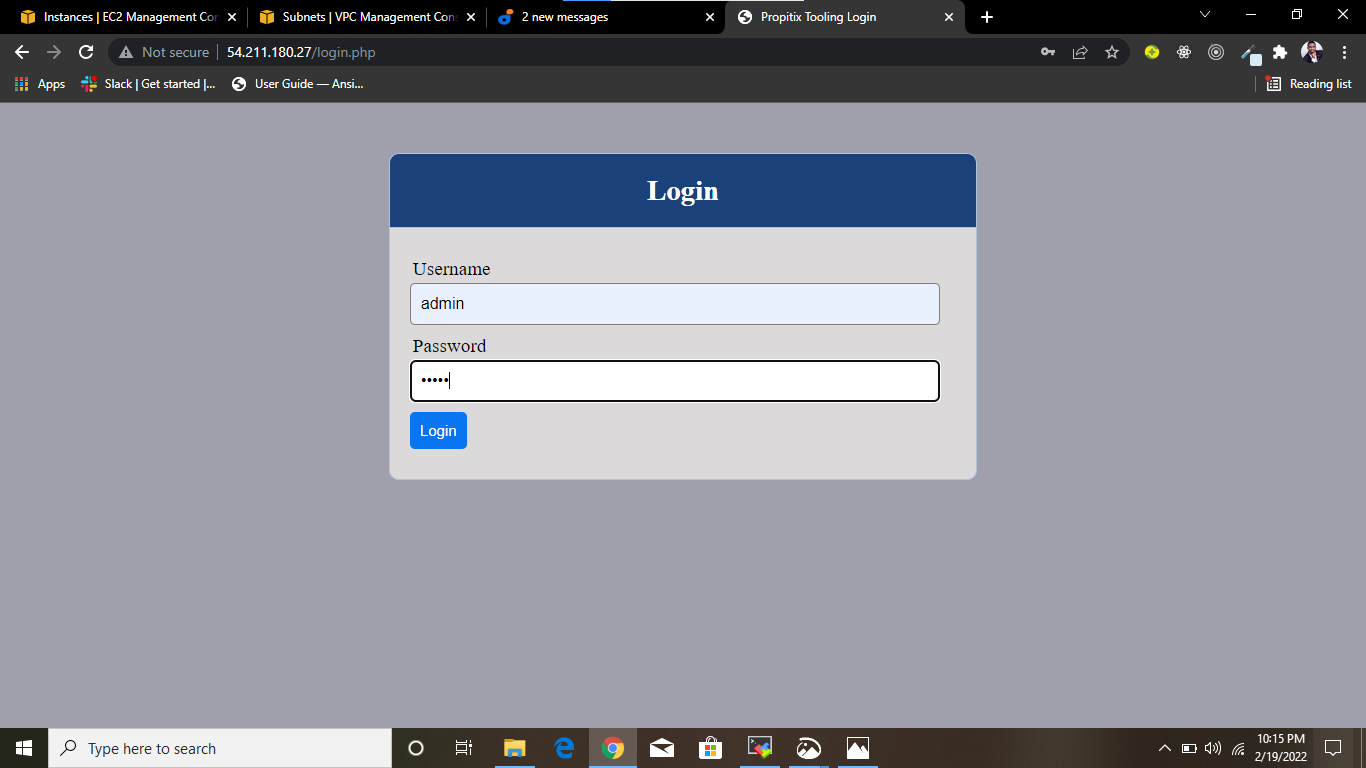 Instances | EC2 Management Con
Subnets | VPC Management Cons
2 new messages
Propitix Tooling Login
Not secure
54.211.180.27/login.php
Apps
Slack | Get started |...
User Guide — Ansi...
Reading list
Login
Username
admin
Password
•••••
Login
Type here to search
10:15 PM
2/19/2022